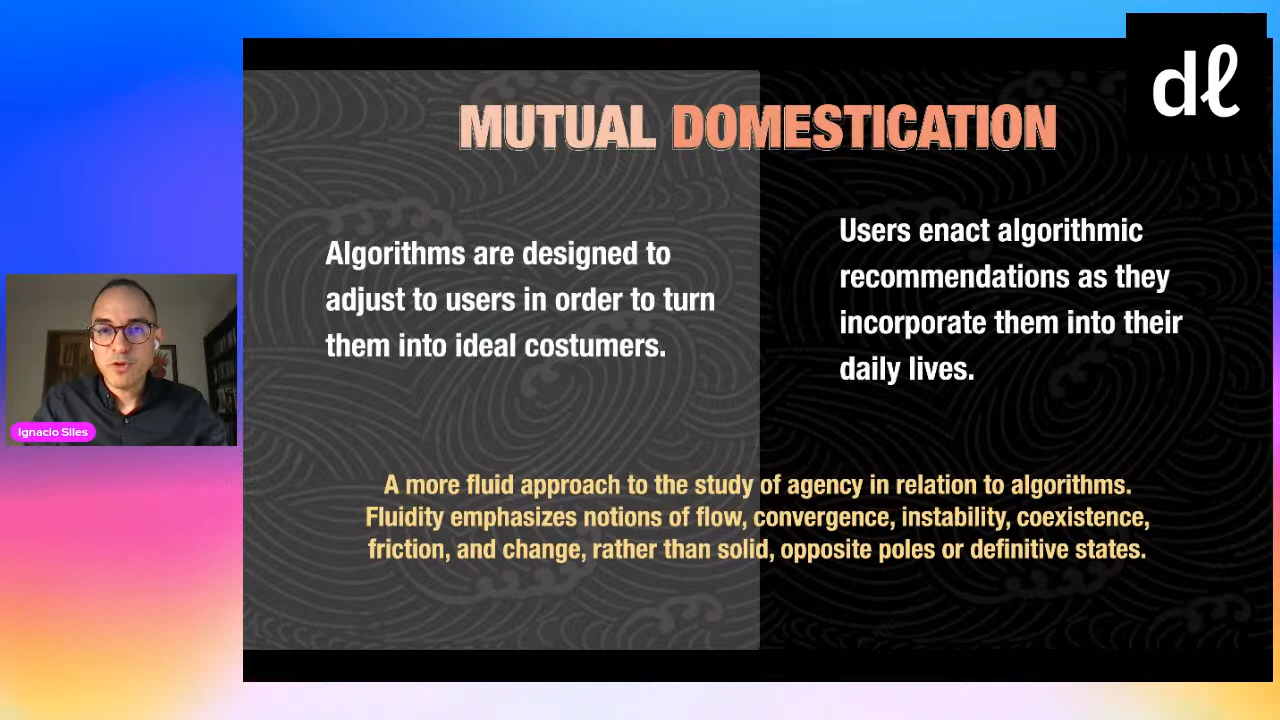 dℓ
MUTUAL DOMESTICATION
Algorithms are designed to
adjust to users in order to turn
them into ideal costumers.
Users enact algorithmic
recommendations as they
incorporate them into their
daily lives.
A more fluid approach to the study of agency in relation to algorithms.
Fluidity emphasizes notions of flow, convergence, instability, coexistence,
friction, and change, rather than solid, opposite poles or definitive states.
Ignacio Siles